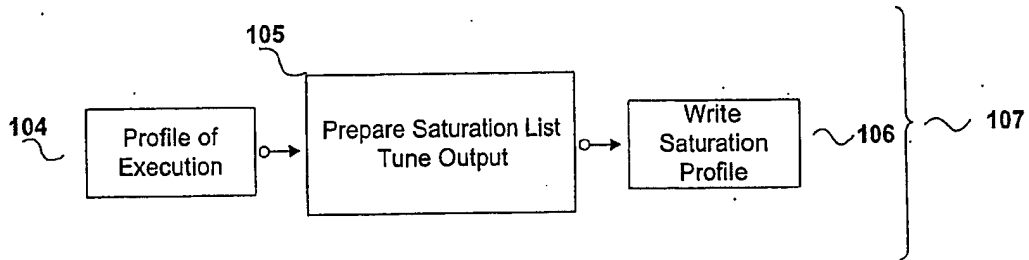 105
104
Profile of
Execution
Prepare Saturation List
Tune Output
Write
Saturation
Profile
106
107